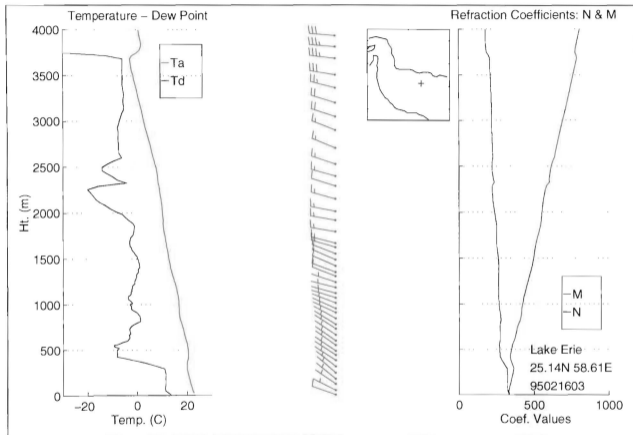 Temperature – Dew Point
Refraction Coefficients: N & M
4000
3500
3000
2500
2000
1500
1000
500
0
Ht. (m)
Ta
Td
−20
0
20
Temp. (C)
M
N
Lake Erie
25.14N 58.61E
95021603
0
500
1000
Coef. Values